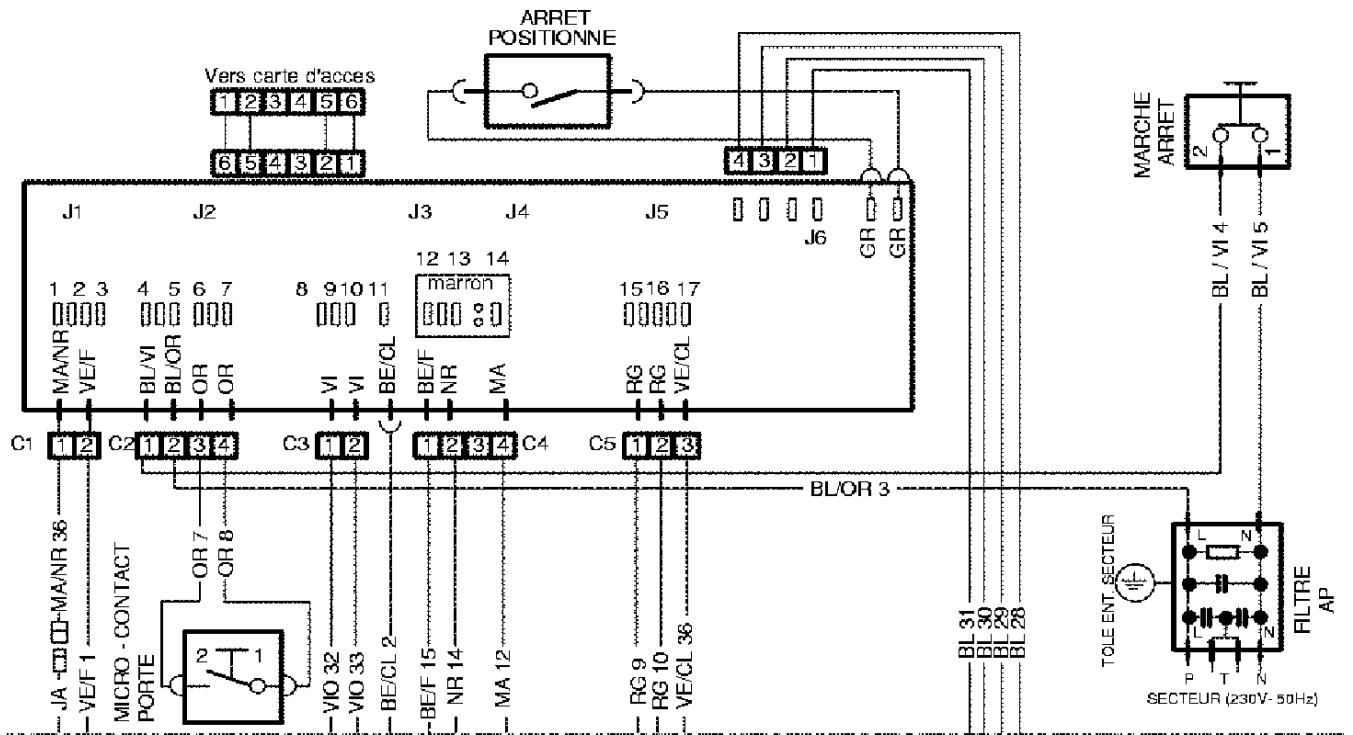 ARRET
POSITIONNE
Vers carte d'acces
1 2 3 4 5 6
6 5 4 3 2 1
4 3 2 1
MARCHE
ARRET
2 1
J1 J2 J3 J4 J5 J6
GR GR
BL / VI 4
BL / VI 5
12 13 14
marron
1 2 3 4 5 6 7 8 9 10 11 15 16 17
MA/NR
VE/F
BL/VI
BL/OR
OR
OR
VI
VI
BE/CL
BE/F
NR
MA
RG
RG
VE/CL
C1 1 2 C2 1 2 3 4 C3 1 2 1 2 3 4 C4 C5 1 2 3
BL/OR 3
JA
MA/NR 36
VE/F 1
MICRO - CONTACT
PORTE
OR 7
OR 8
2 1
VIO 32
VIO 33
BE/CL 2
BE/F 15
NR 14
MA 12
RG 9
RG 10
VE/CL 36
BL 31
BL 30
BL 29
BL 28
TOLE ENT. SECTEUR
L N
L N
FILTRE
AP
P T N
SECTEUR (230V- 50Hz)